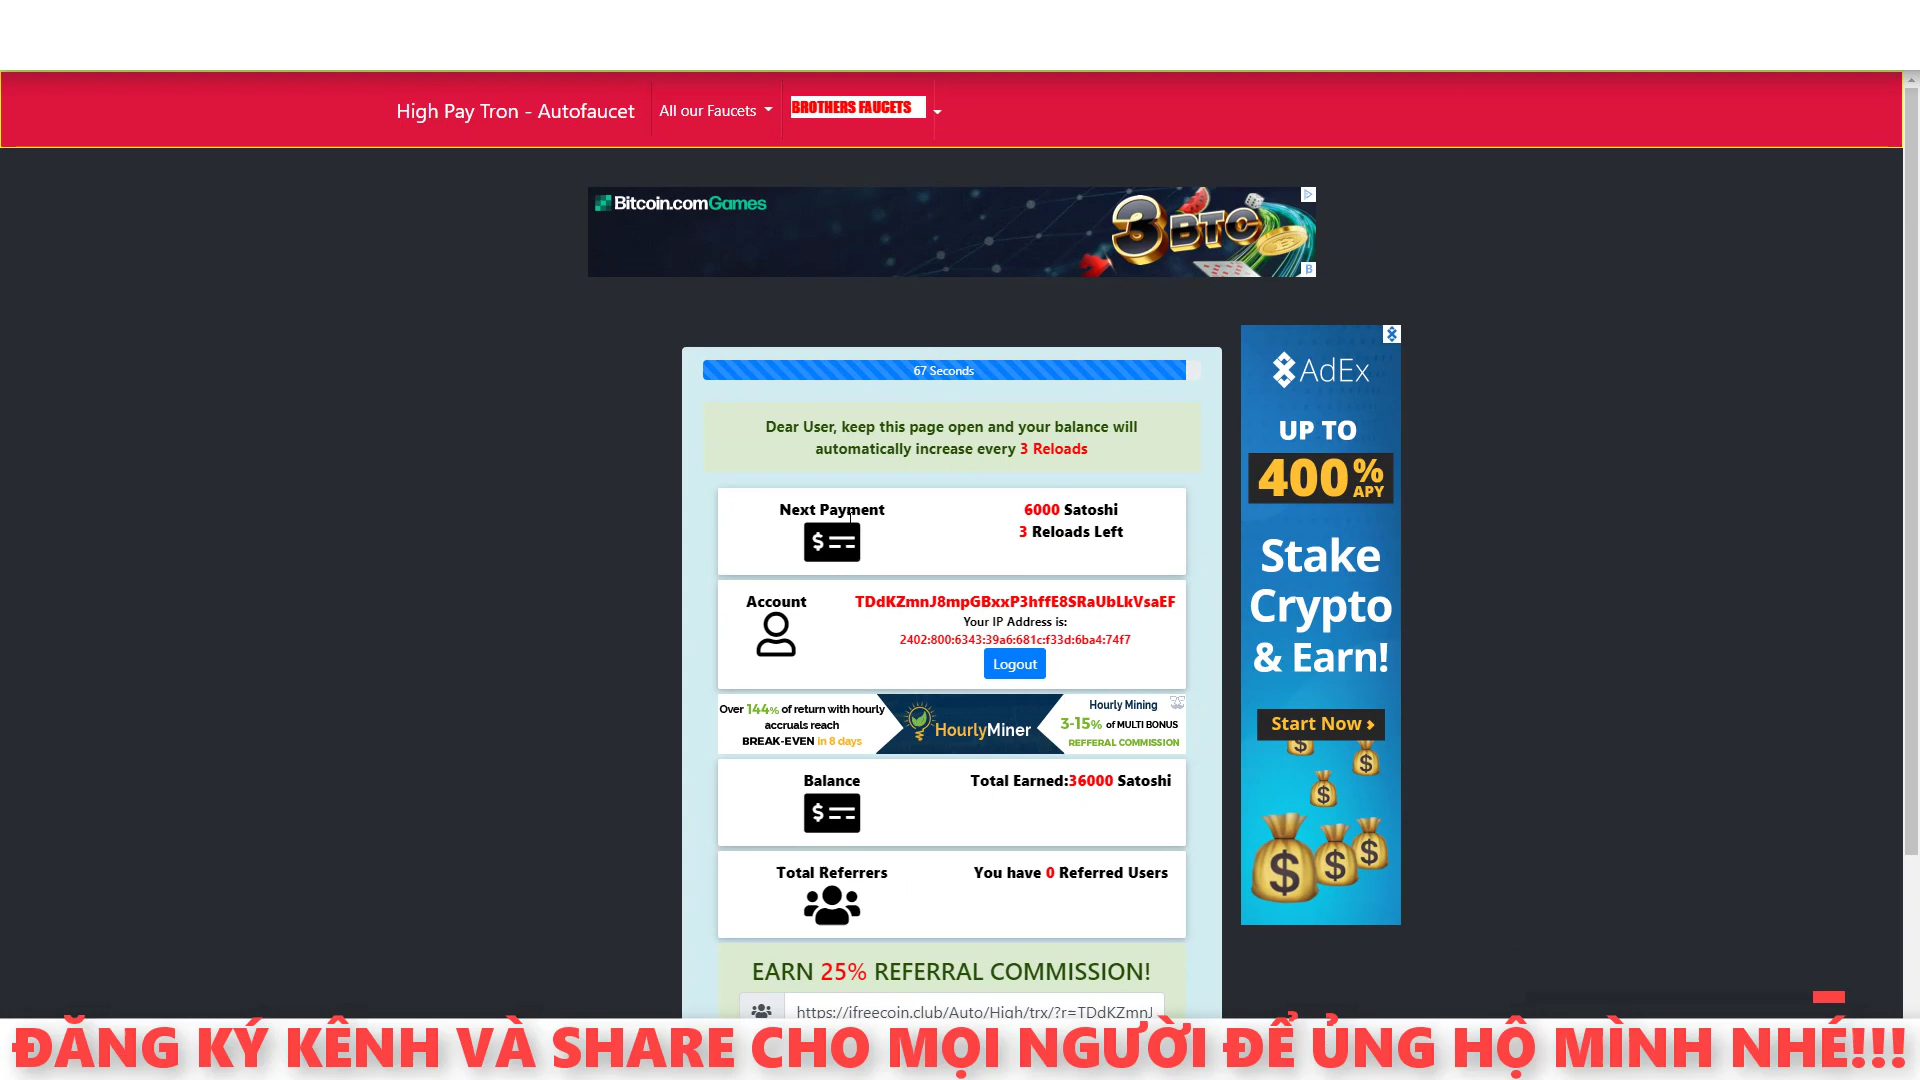 High Pay Tron - Autofaucet
All our Faucets
BROTHERS FAUCETS
Bitcoin.comGames
3 BTC
67 Seconds
Dear User, keep this page open and your balance will
automatically increase every 3 Reloads
Next Payment
6000 Satoshi
3 Reloads Left
Account
TDdKZmnJ8mpGBxxP3hffE8SRaUbLkVsaEF
Your IP Address is:
2402:800:6343:39a6:681c:f33d:6ba4:74f7
Logout
Over 144% of return with hourly
accruals reach
BREAK-EVEN in 8 days
HourlyMiner
Hourly Mining
3-15% of MULTI BONUS
REFFERAL COMMISSION
Balance
Total Earned:36000 Satoshi
Total Referrers
You have 0 Referred Users
EARN 25% REFERRAL COMMISSION!
https://ifreecoin.club/Auto/High/trx/?r=TDdKZmnJ
AdEx
UP TO
400% APY
Stake
Crypto
& Earn!
Start Now
ĐĂNG KÝ KÊNH VÀ SHARE CHO MỌI NGƯỜI ĐỂ ỦNG HỘ MÌNH NHÉ!!!